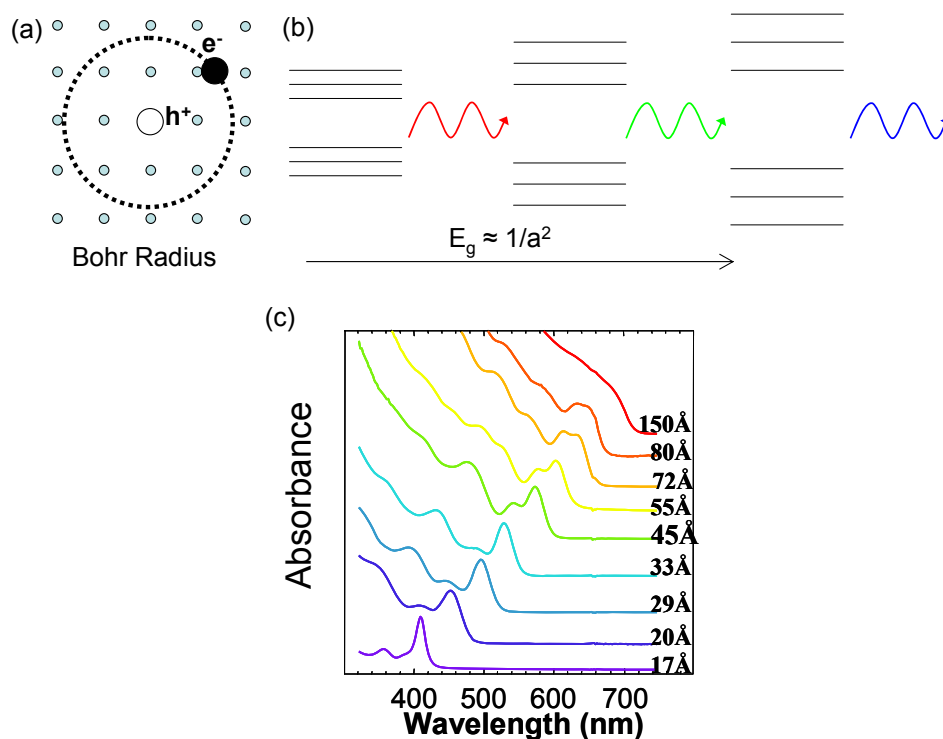 (a)
e-
h+
Bohr Radius
(b)
E_g ≈ 1/a²
(c)
Absorbance
150Å
80Å
72Å
55Å
45Å
33Å
29Å
20Å
17Å
400 500 600 700
Wavelength (nm)